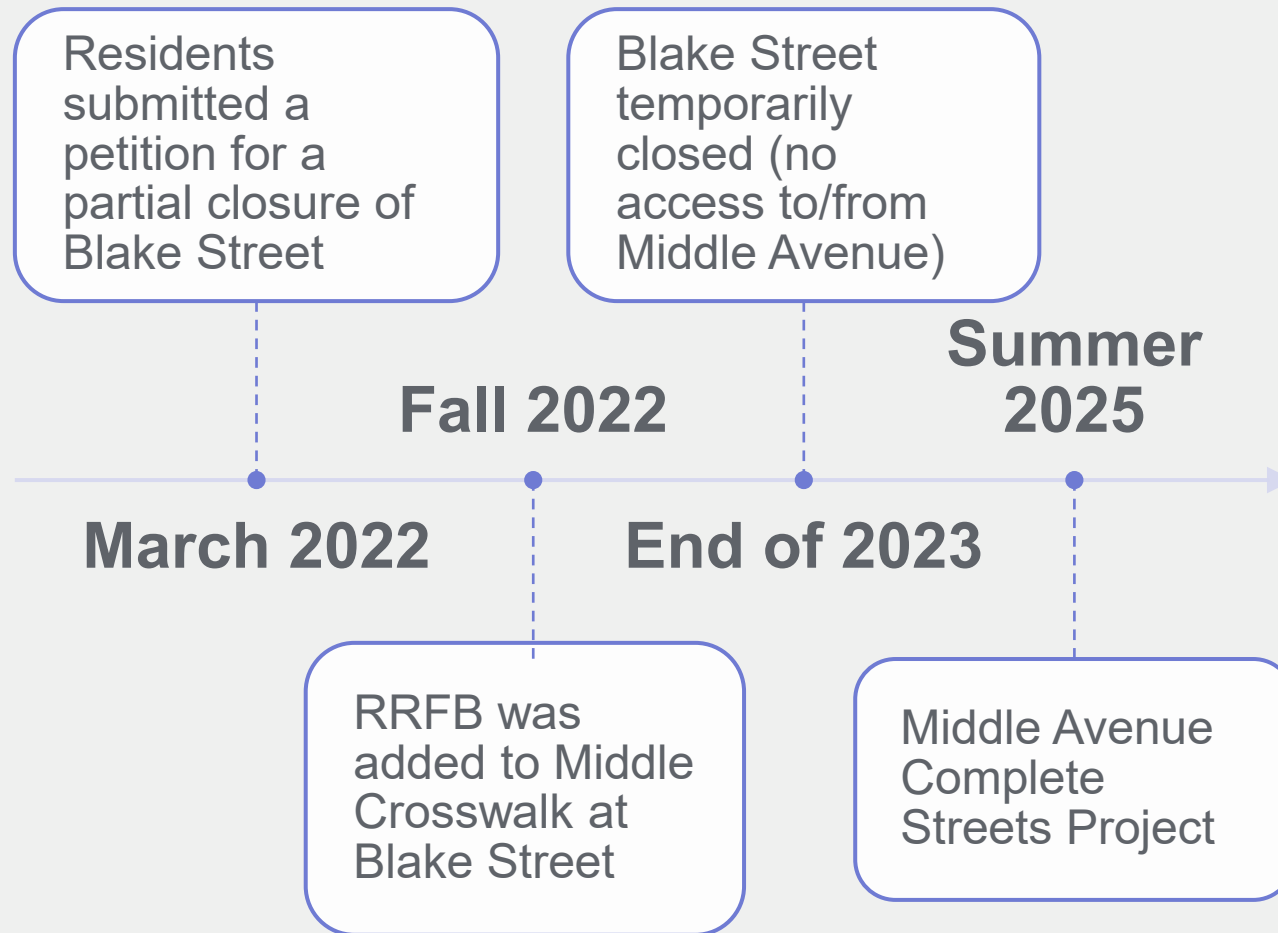 Residents
submitted a
petition for a
partial closure of
Blake Street
Blake Street
temporarily
closed (no
access to/from
Middle Avenue)
Summer
2025
Fall 2022
March 2022
End of 2023
RRFB was
added to Middle
Crosswalk at
Blake Street
Middle Avenue
Complete
Streets Project